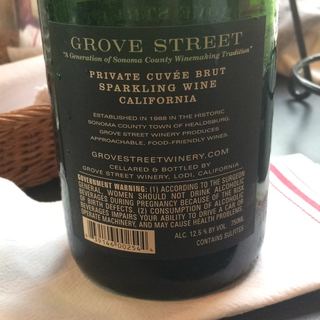 GROVE STREET
"A Generation of Sonoma County Winemaking Tradition"
PRIVATE CUVÉE BRUT
SPARKLING WINE
CALIFORNIA
ESTABLISHED IN 1988 IN THE HISTORIC
SONOMA COUNTY TOWN OF HEALDSBURG,
GROVE STREET WINERY PRODUCES
APPROACHABLE, FOOD-FRIENDLY WINES.
GROVESTREETWINERY.COM
CELLARED & BOTTLED BY
GROVE STREET WINERY, LODI, CALIFORNIA
GOVERNMENT WARNING: (1) ACCORDING TO THE SURGEON
GENERAL, WOMEN SHOULD NOT DRINK ALCOHOLIC
BEVERAGES DURING PREGNANCY BECAUSE OF THE RISK
OF BIRTH DEFECTS. (2) CONSUMPTION OF ALCOHOLIC
BEVERAGES IMPAIRS YOUR ABILITY TO DRIVE A CAR OR
OPERATE MACHINERY, AND MAY CAUSE HEALTH PROBLEMS.
ALC. 12.5 % BY VOL 750ML
CONTAINS SULFITES